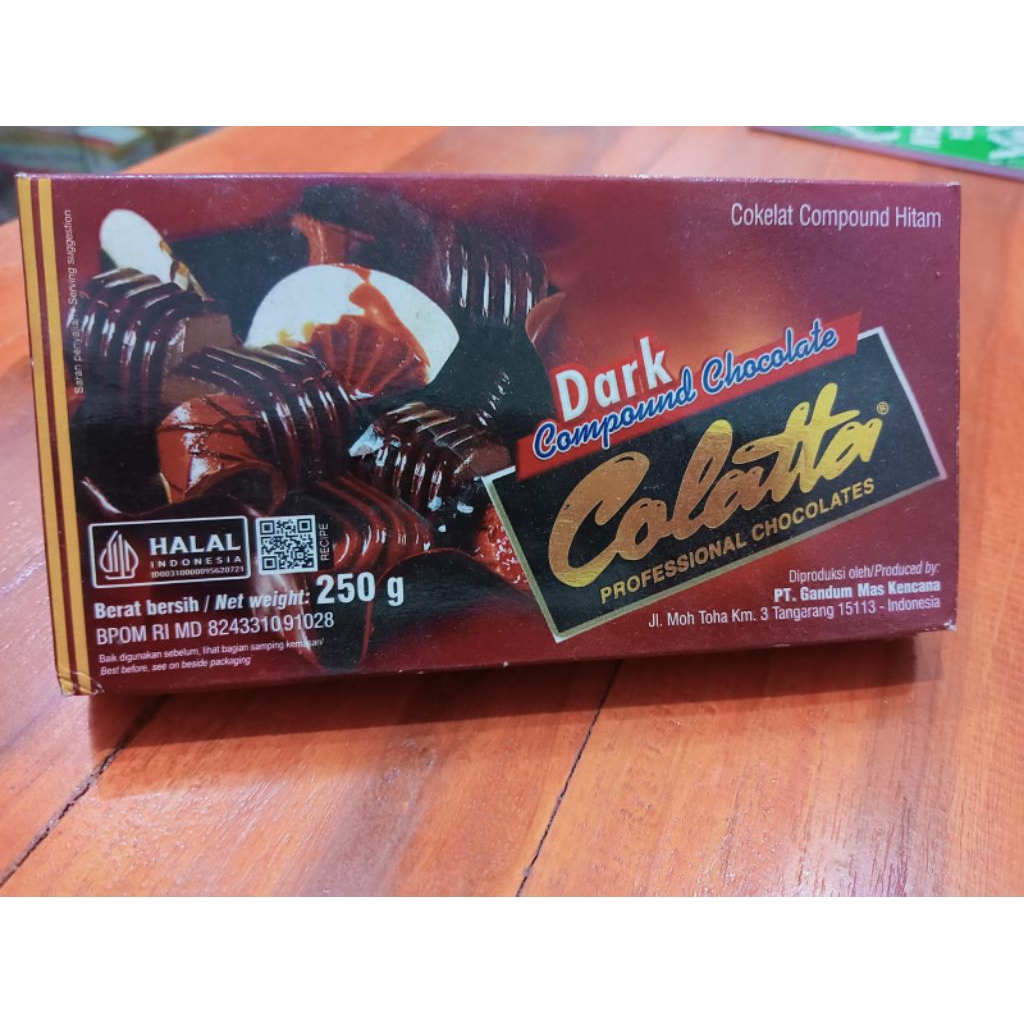 Cokelat Compound Hitam
Saran penyajian / Serving suggestion
Dark
Compound Chocolate
Colatta®
PROFESSIONAL CHOCOLATES
HALAL
INDONESIA
ID00310000095620721
RECIPE
Berat bersih / Net weight: 250 g
BPOM RI MD 824331091028
Baik digunakan sebelum, lihat bagian samping kemasan/
Best before, see on beside packaging
Diproduksi oleh/Produced by:
PT. Gandum Mas Kencana
Jl. Moh Toha Km. 3 Tangerang 15113 - Indonesia